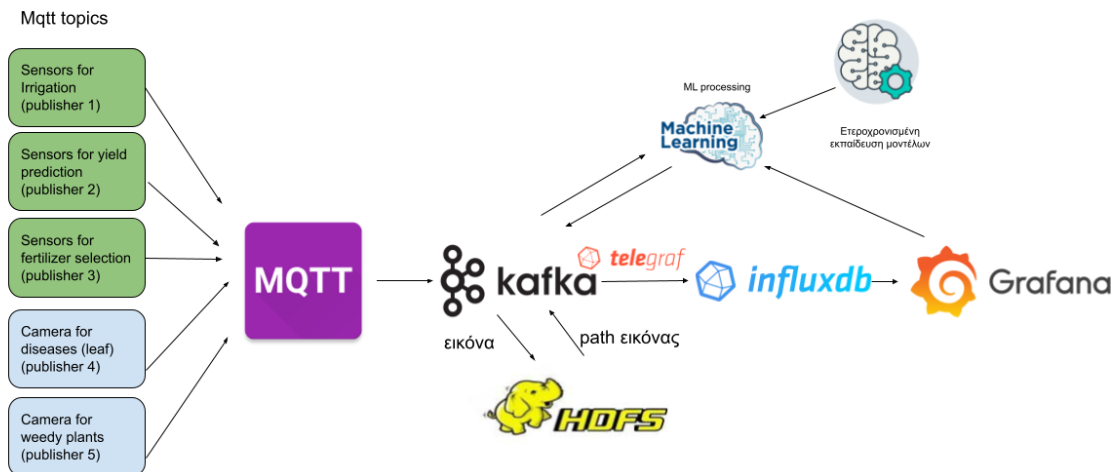 Mqtt topics
Sensors for
Irrigation
(publisher 1)
Sensors for yield
prediction
(publisher 2)
Sensors for
fertilizer selection
(publisher 3)
Camera for
diseases (leaf)
(publisher 4)
Camera for
weedy plants
(publisher 5)
MQTT
kafka
εικόνα
path εικόνας
HDFS
telegraf
influxdb
Grafana
ML processing
Machine
Learning
Ετεροχρονισμένη
εκπαίδευση μοντέλων